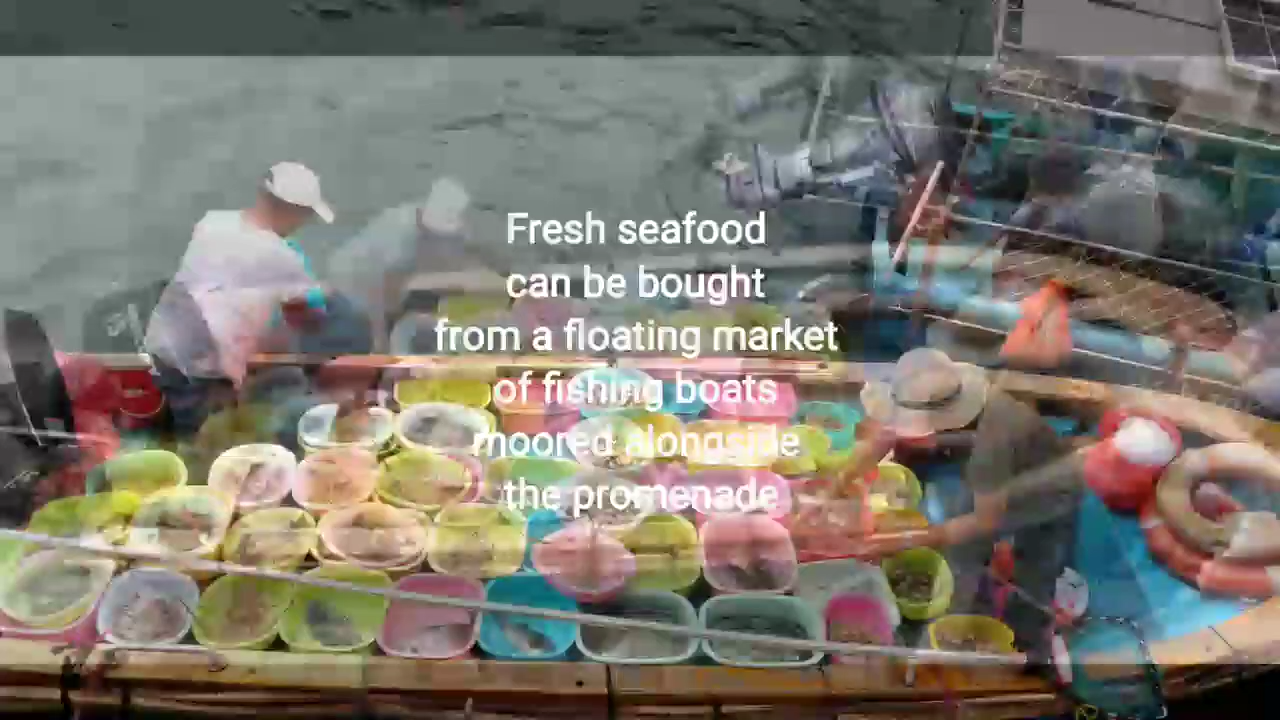 Fresh seafood
can be bought
from a floating market
of fishing boats
moored alongside
the promenade